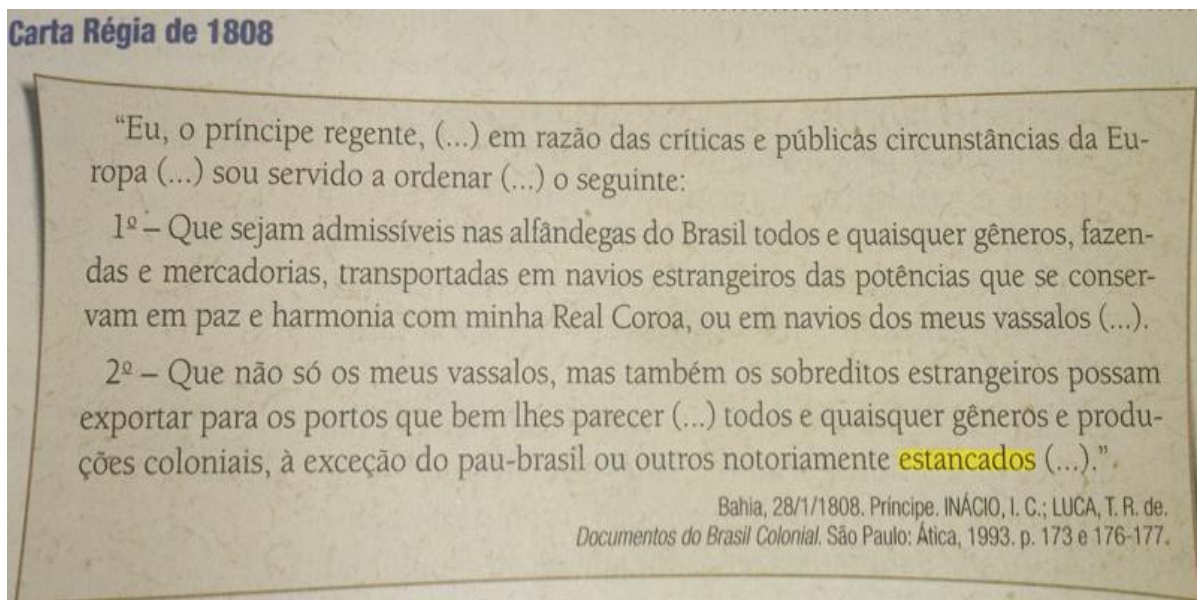 Carta Régia de 1808
“Eu, o príncipe regente, (...) em razão das críticas e públicas circunstâncias da Eu-
ropa (...) sou servido a ordenar (...) o seguinte:
1º – Que sejam admissíveis nas alfândegas do Brasil todos e quaisquer gêneros, fazen-
das e mercadorias, transportadas em navios estrangeiros das potências que se conser-
vam em paz e harmonia com minha Real Coroa, ou em navios dos meus vassalos (...).
2º – Que não só os meus vassalos, mas também os sobreditos estrangeiros possam
exportar para os portos que bem lhes parecer (...) todos e quaisquer gêneros e produ-
ções coloniais, à exceção do pau-brasil ou outros notoriamente estancados (...).”
Bahia, 28/1/1808. Príncipe. INÁCIO, I. C.; LUCA, T. R. de.
Documentos do Brasil Colonial. São Paulo: Ática, 1993. p. 173 e 176-177.